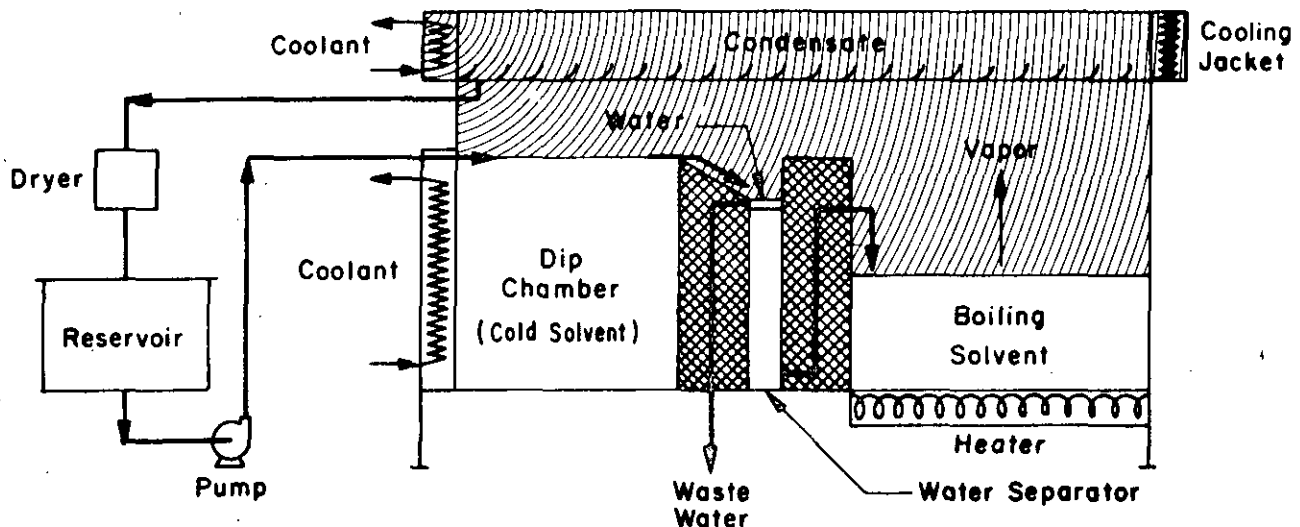 Coolant
Condensate
Cooling
Jacket
Water
Vapor
Dryer
Coolant
Dip
Chamber
(Cold Solvent)
Reservoir
Boiling
Solvent
Heater
Pump
Waste
Water
Water Separator